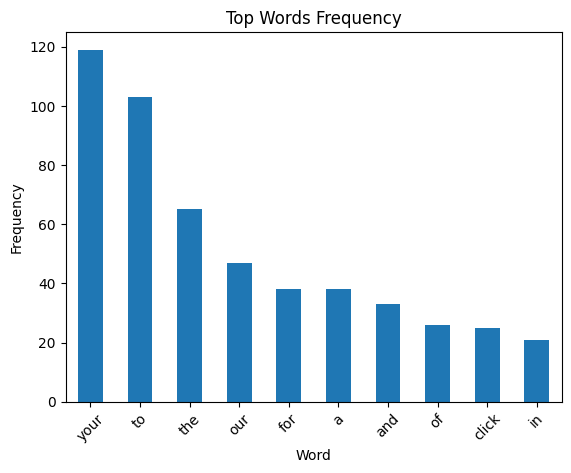 Top Words Frequency
120
100
80
60
40
20
0
Frequency
your
to
the
our
for
a
and
of
click
in
Word